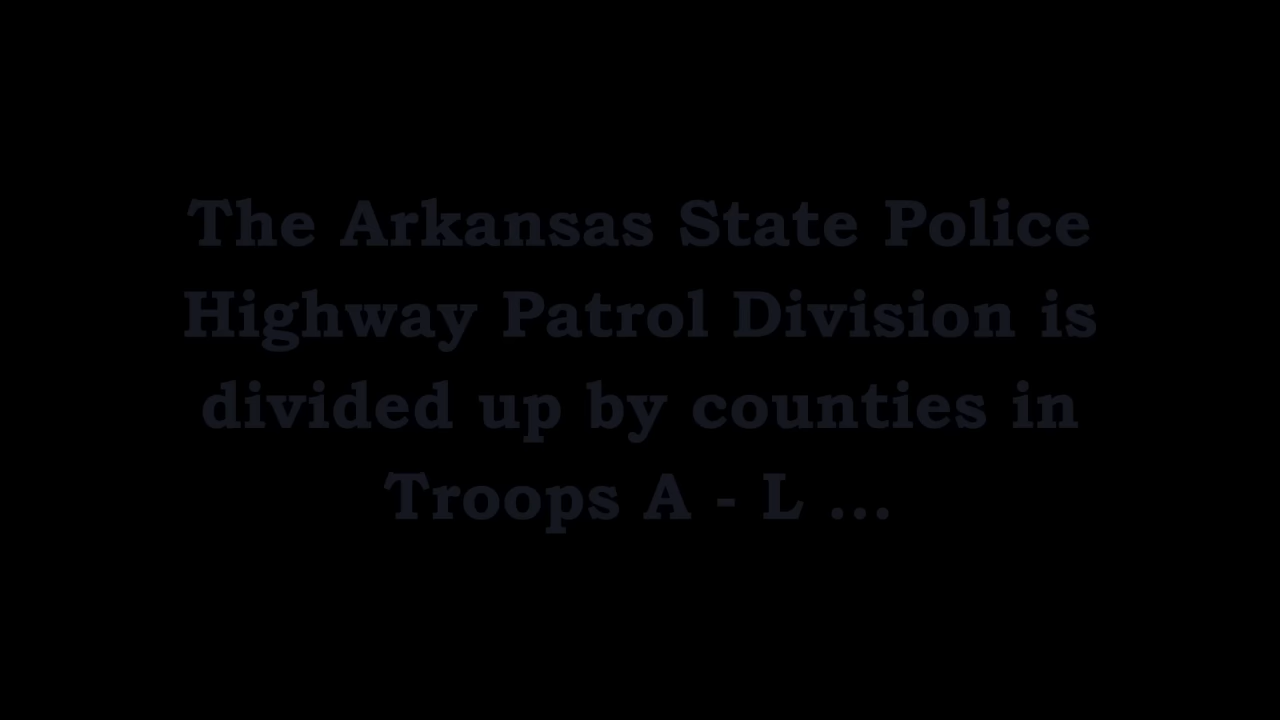 The Arkansas State Police
Highway Patrol Division is
divided up by counties in
Troops A - L ...